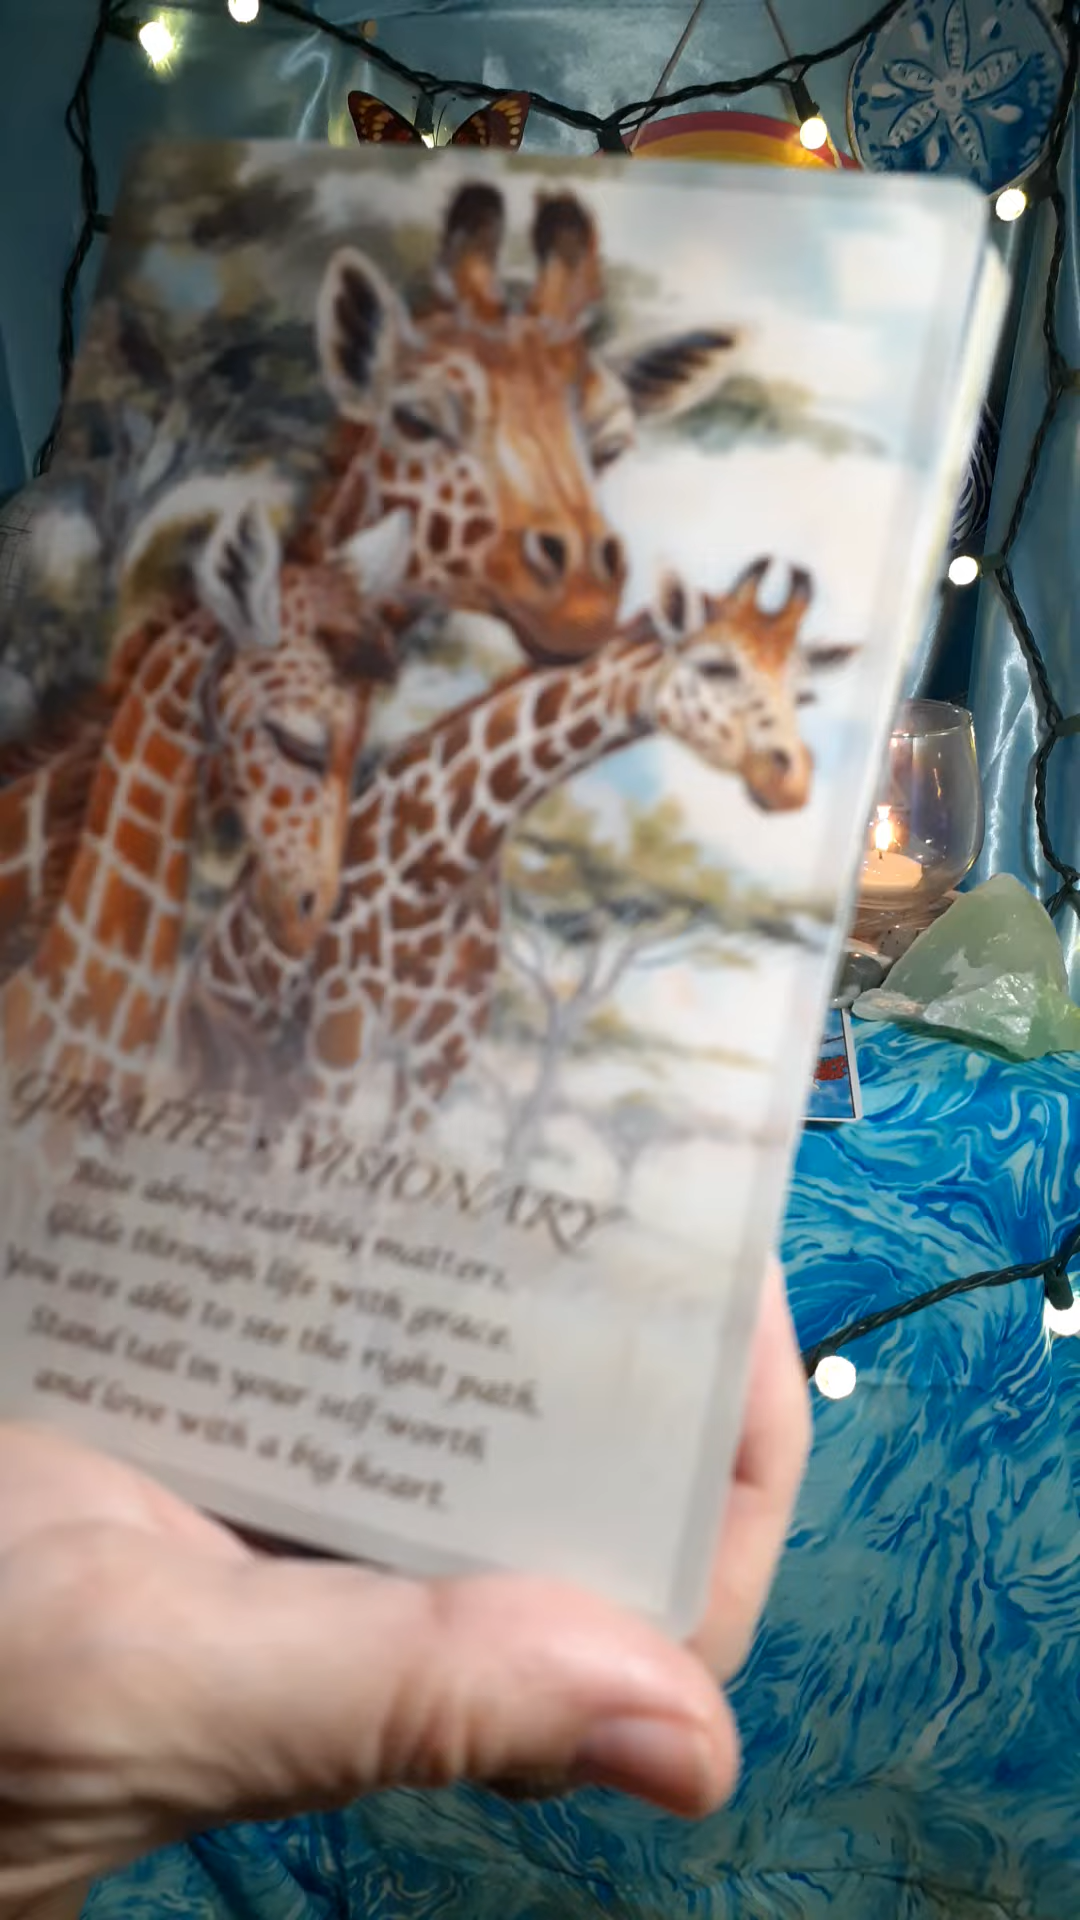 GIRAFFE • VISIONARY
Rise above earthly matters.
Glide through life with grace.
You are able to see the right path.
Stand tall in your self-worth
and love with a big heart.